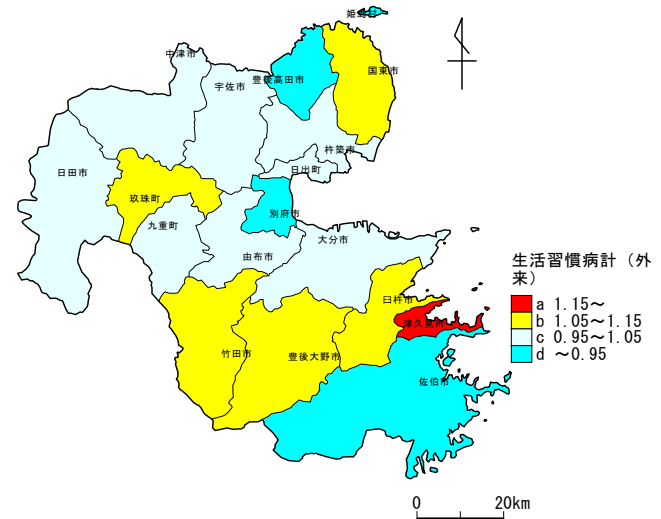 姫島村
中津市
国東市
豊後高田市
宇佐市
杵築市
日出町
日田市
玖珠町
別府市
九重町
大分市
由布市
生活習慣病計（外
来）
a 1.15～
臼杵市
b 1.05～1.15
津久見市
c 0.95～1.05
d ～0.95
竹田市
豊後大野市
佐伯市
0 20km